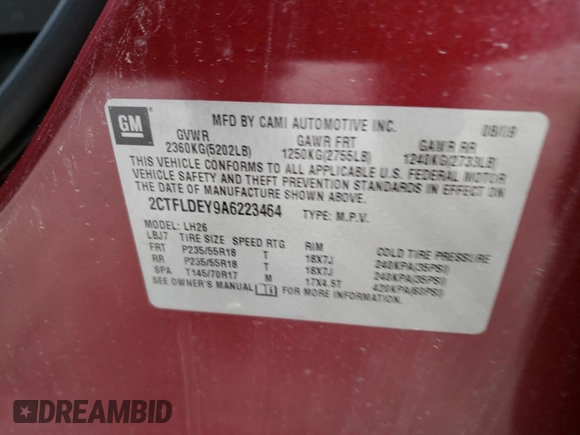 GM
MFD BY CAMI AUTOMOTIVE INC. 08/09
GVWR GAWR FRT GAWR RR
2360KG(5202LB) 1250KG(2755LB) 1240KG(2733LB)
THIS VEHICLE CONFORMS TO ALL APPLICABLE U.S. FEDERAL MOTOR
VEHICLE SAFETY AND THEFT PREVENTION STANDARDS IN EFFECT ON
THE DATE OF MANUFACTURE SHOWN ABOVE.
2CTFLDEY9A6223464 TYPE: M.P.V.
MODEL: LH26
LBJ7 TIRE SIZE SPEED RTG RIM COLD TIRE PRESSURE
FRT P235/55R18 T 18X7J 240KPA(35PSI)
RR P235/55R18 T 18X7J 240KPA(35PSI)
SPA T145/70R17 M 17X4.5T 420KPA(60PSI)
SEE OWNER'S MANUAL FOR MORE INFORMATION.
DREAMBID